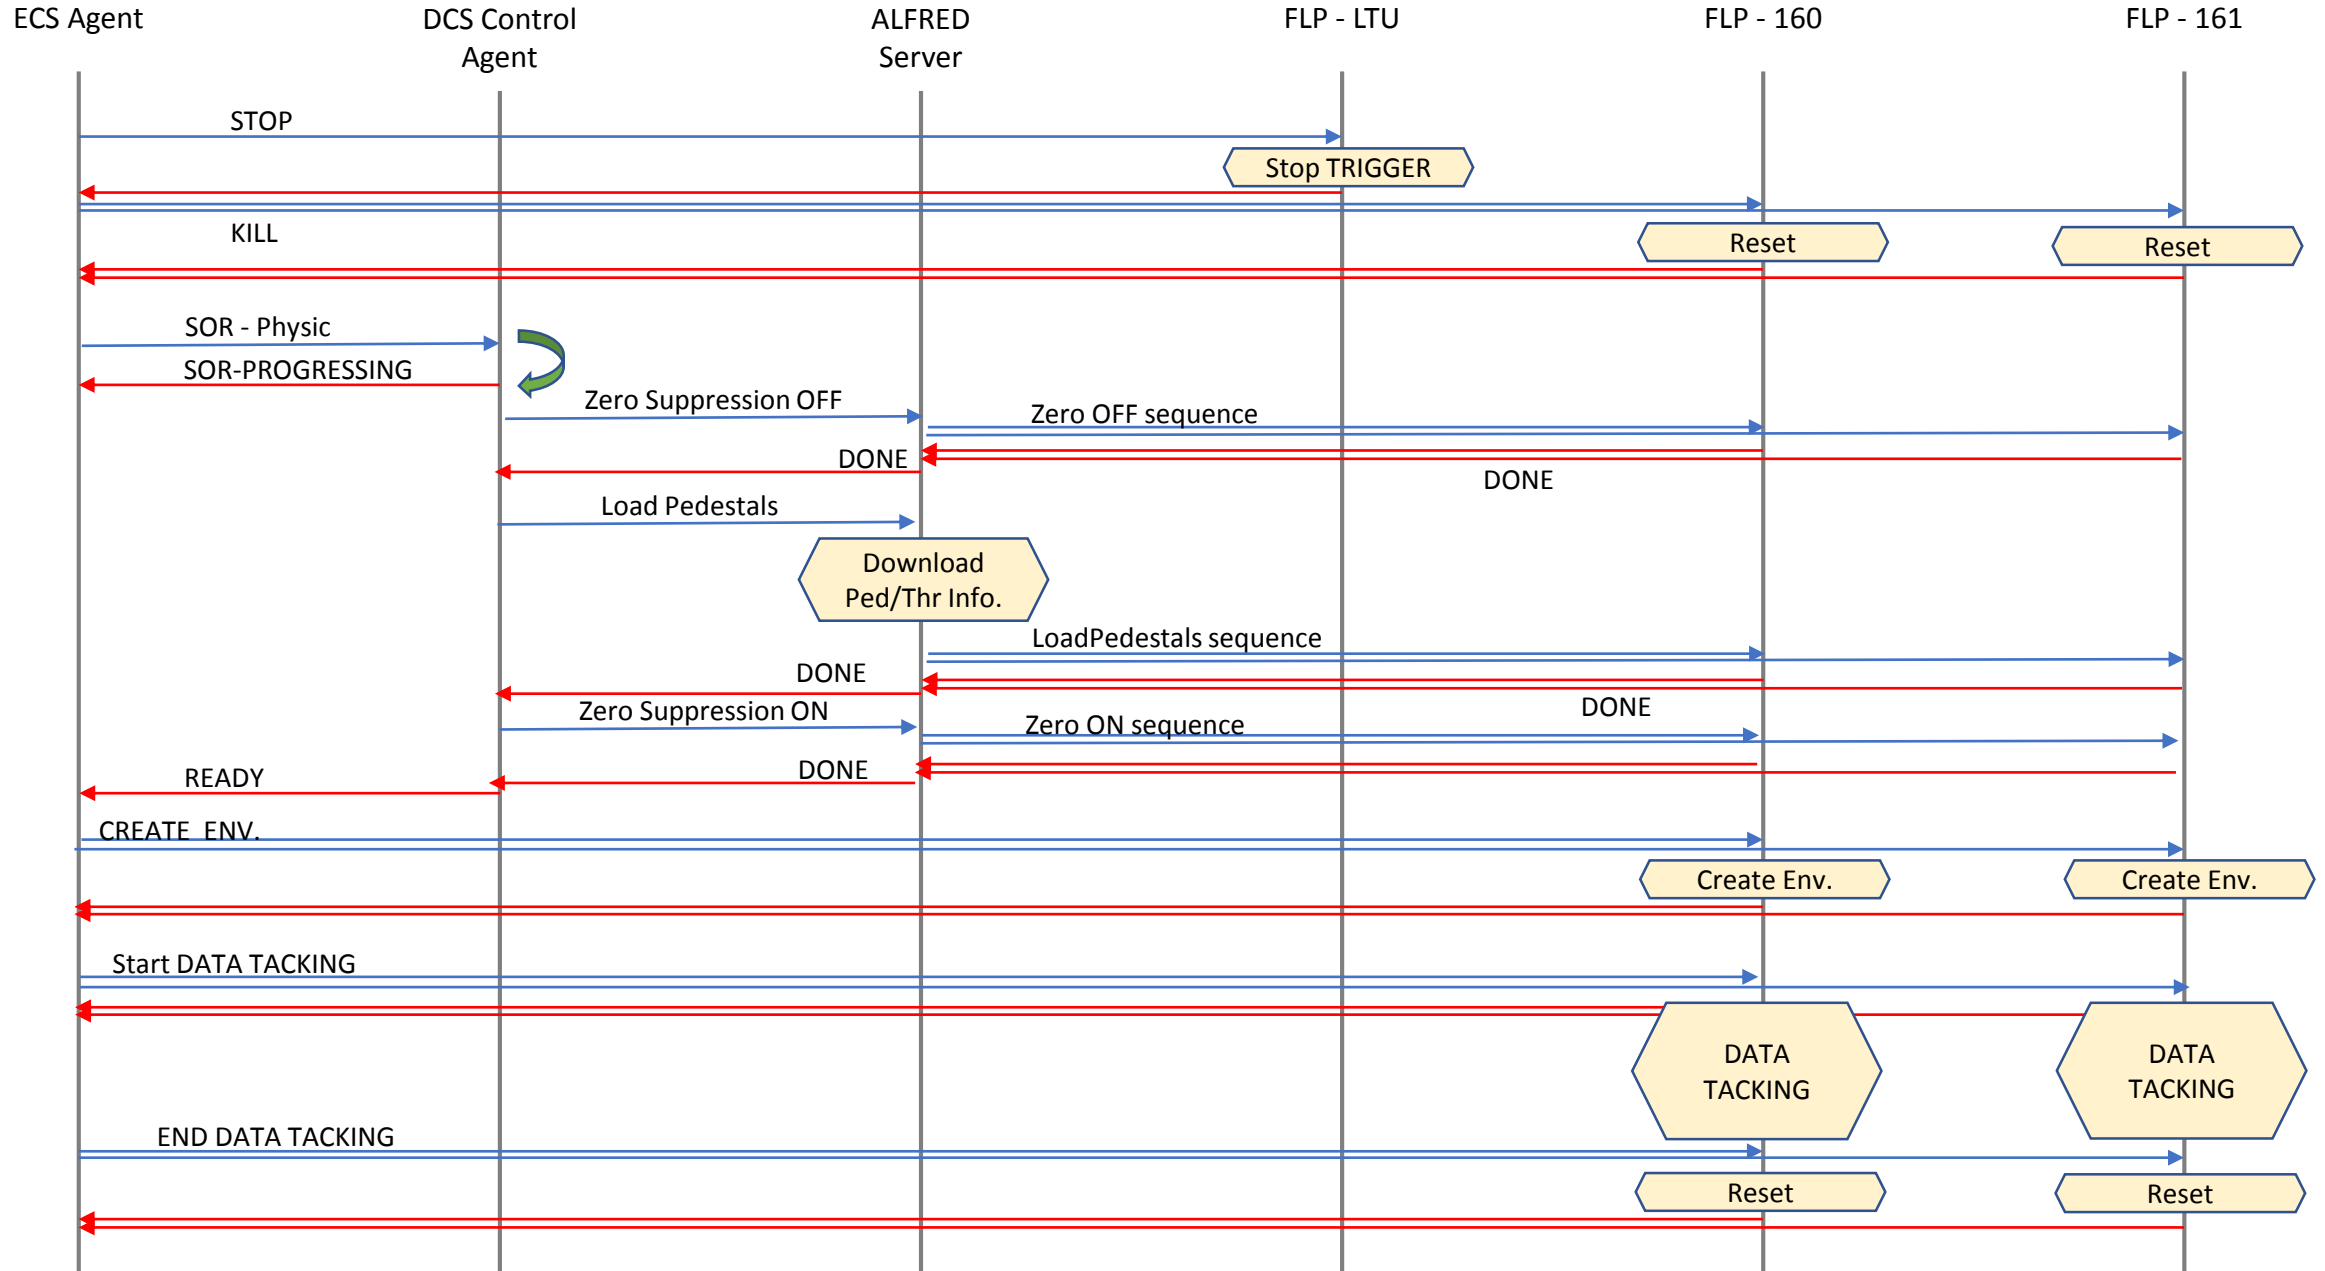 ECS Agent
DCS Control
Agent
ALFRED
Server
FLP - LTU
FLP - 160
FLP - 161
STOP
Stop TRIGGER
KILL
Reset
Reset
SOR - Physic
SOR-PROGRESSING
Zero Suppression OFF
Zero OFF sequence
DONE
DONE
Load Pedestals
Download
Ped/Thr Info.
LoadPedestals sequence
DONE
DONE
Zero Suppression ON
Zero ON sequence
DONE
READY
CREATE  ENV.
Create Env.
Create Env.
Start DATA TACKING
DATA
TACKING
DATA
TACKING
END DATA TACKING
Reset
Reset